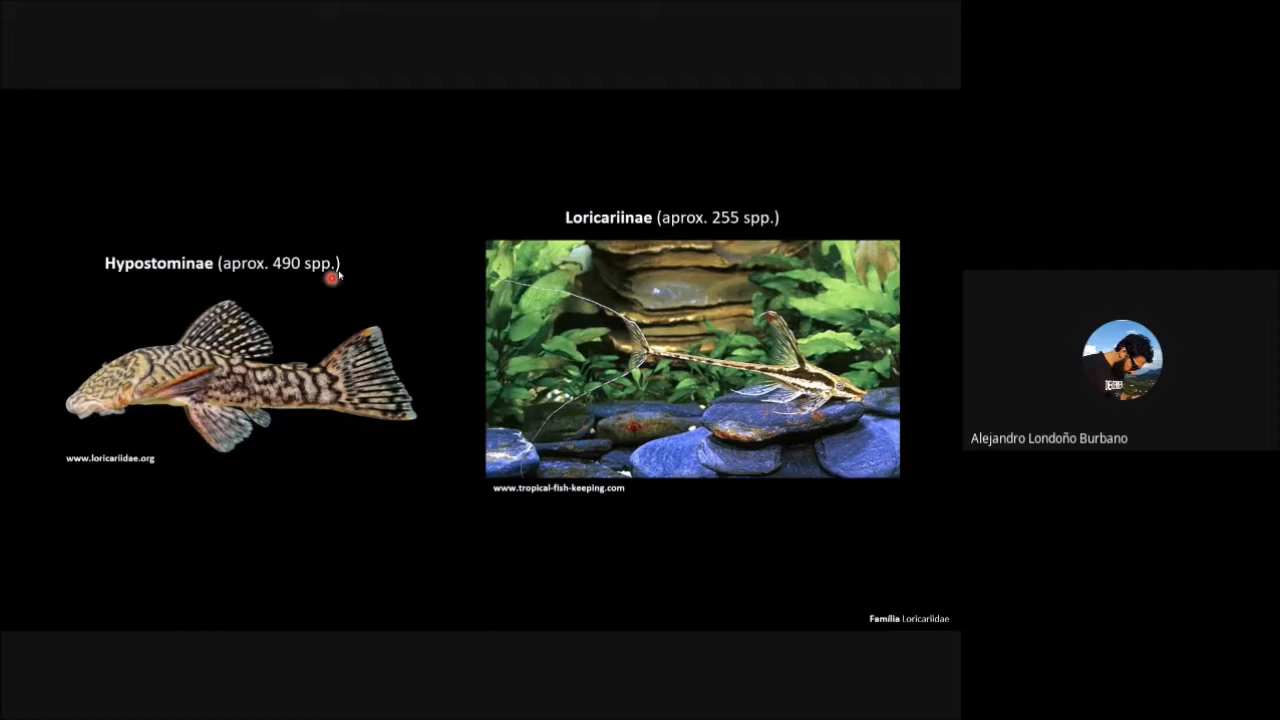 Loricariinae (aprox. 255 spp.)
Hypostominae (aprox. 490 spp.)
www.loricariidae.org
www.tropical-fish-keeping.com
Alejandro Londoño Burbano
Família Loricariidae